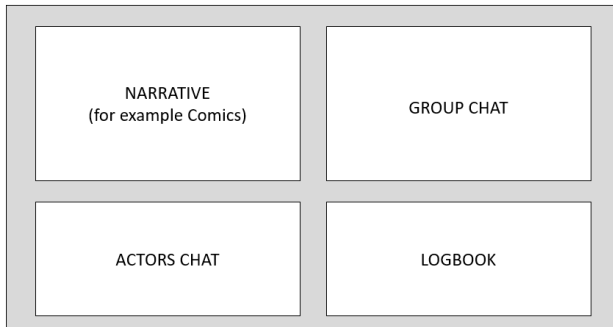 NARRATIVE
(for example Comics)
GROUP CHAT
ACTORS CHAT
LOGBOOK